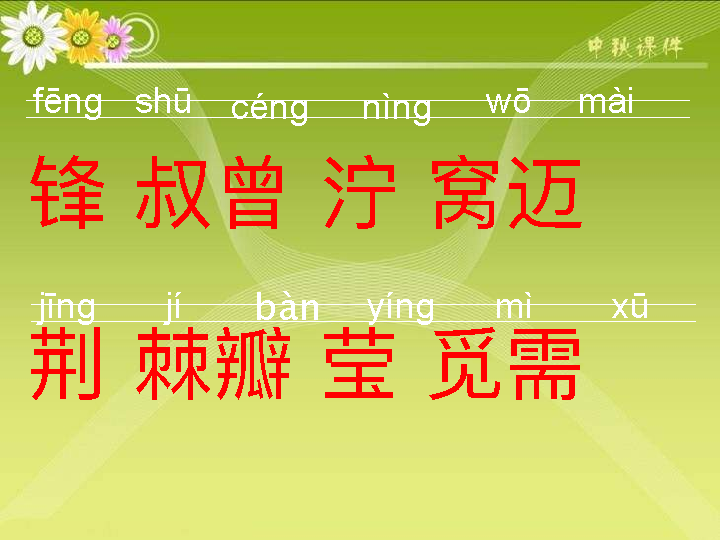 中秋课件
fēng shū céng nìng wō mài
锋 叔曾 泞 窝迈
jīng jí bàn yíng mì xū
荆 棘瓣 莹 觅需